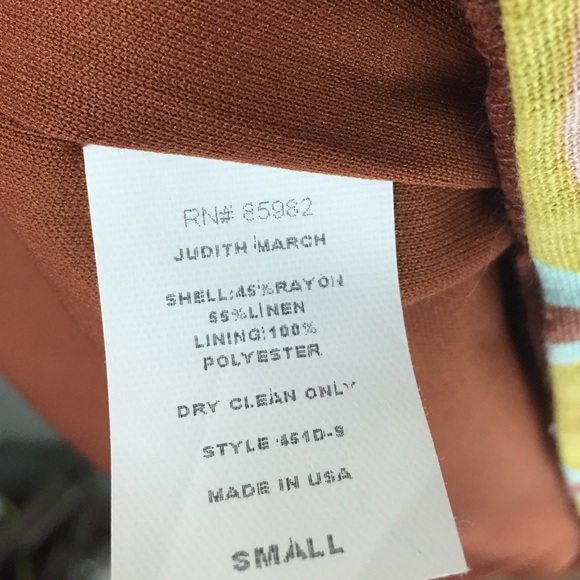 RN# 85982
JUDITH MARCH
SHELL:45%RAYON
55%LINEN
LINING:100%
POLYESTER
DRY CLEAN ONLY
STYLE 451D-9
MADE IN USA
SMALL